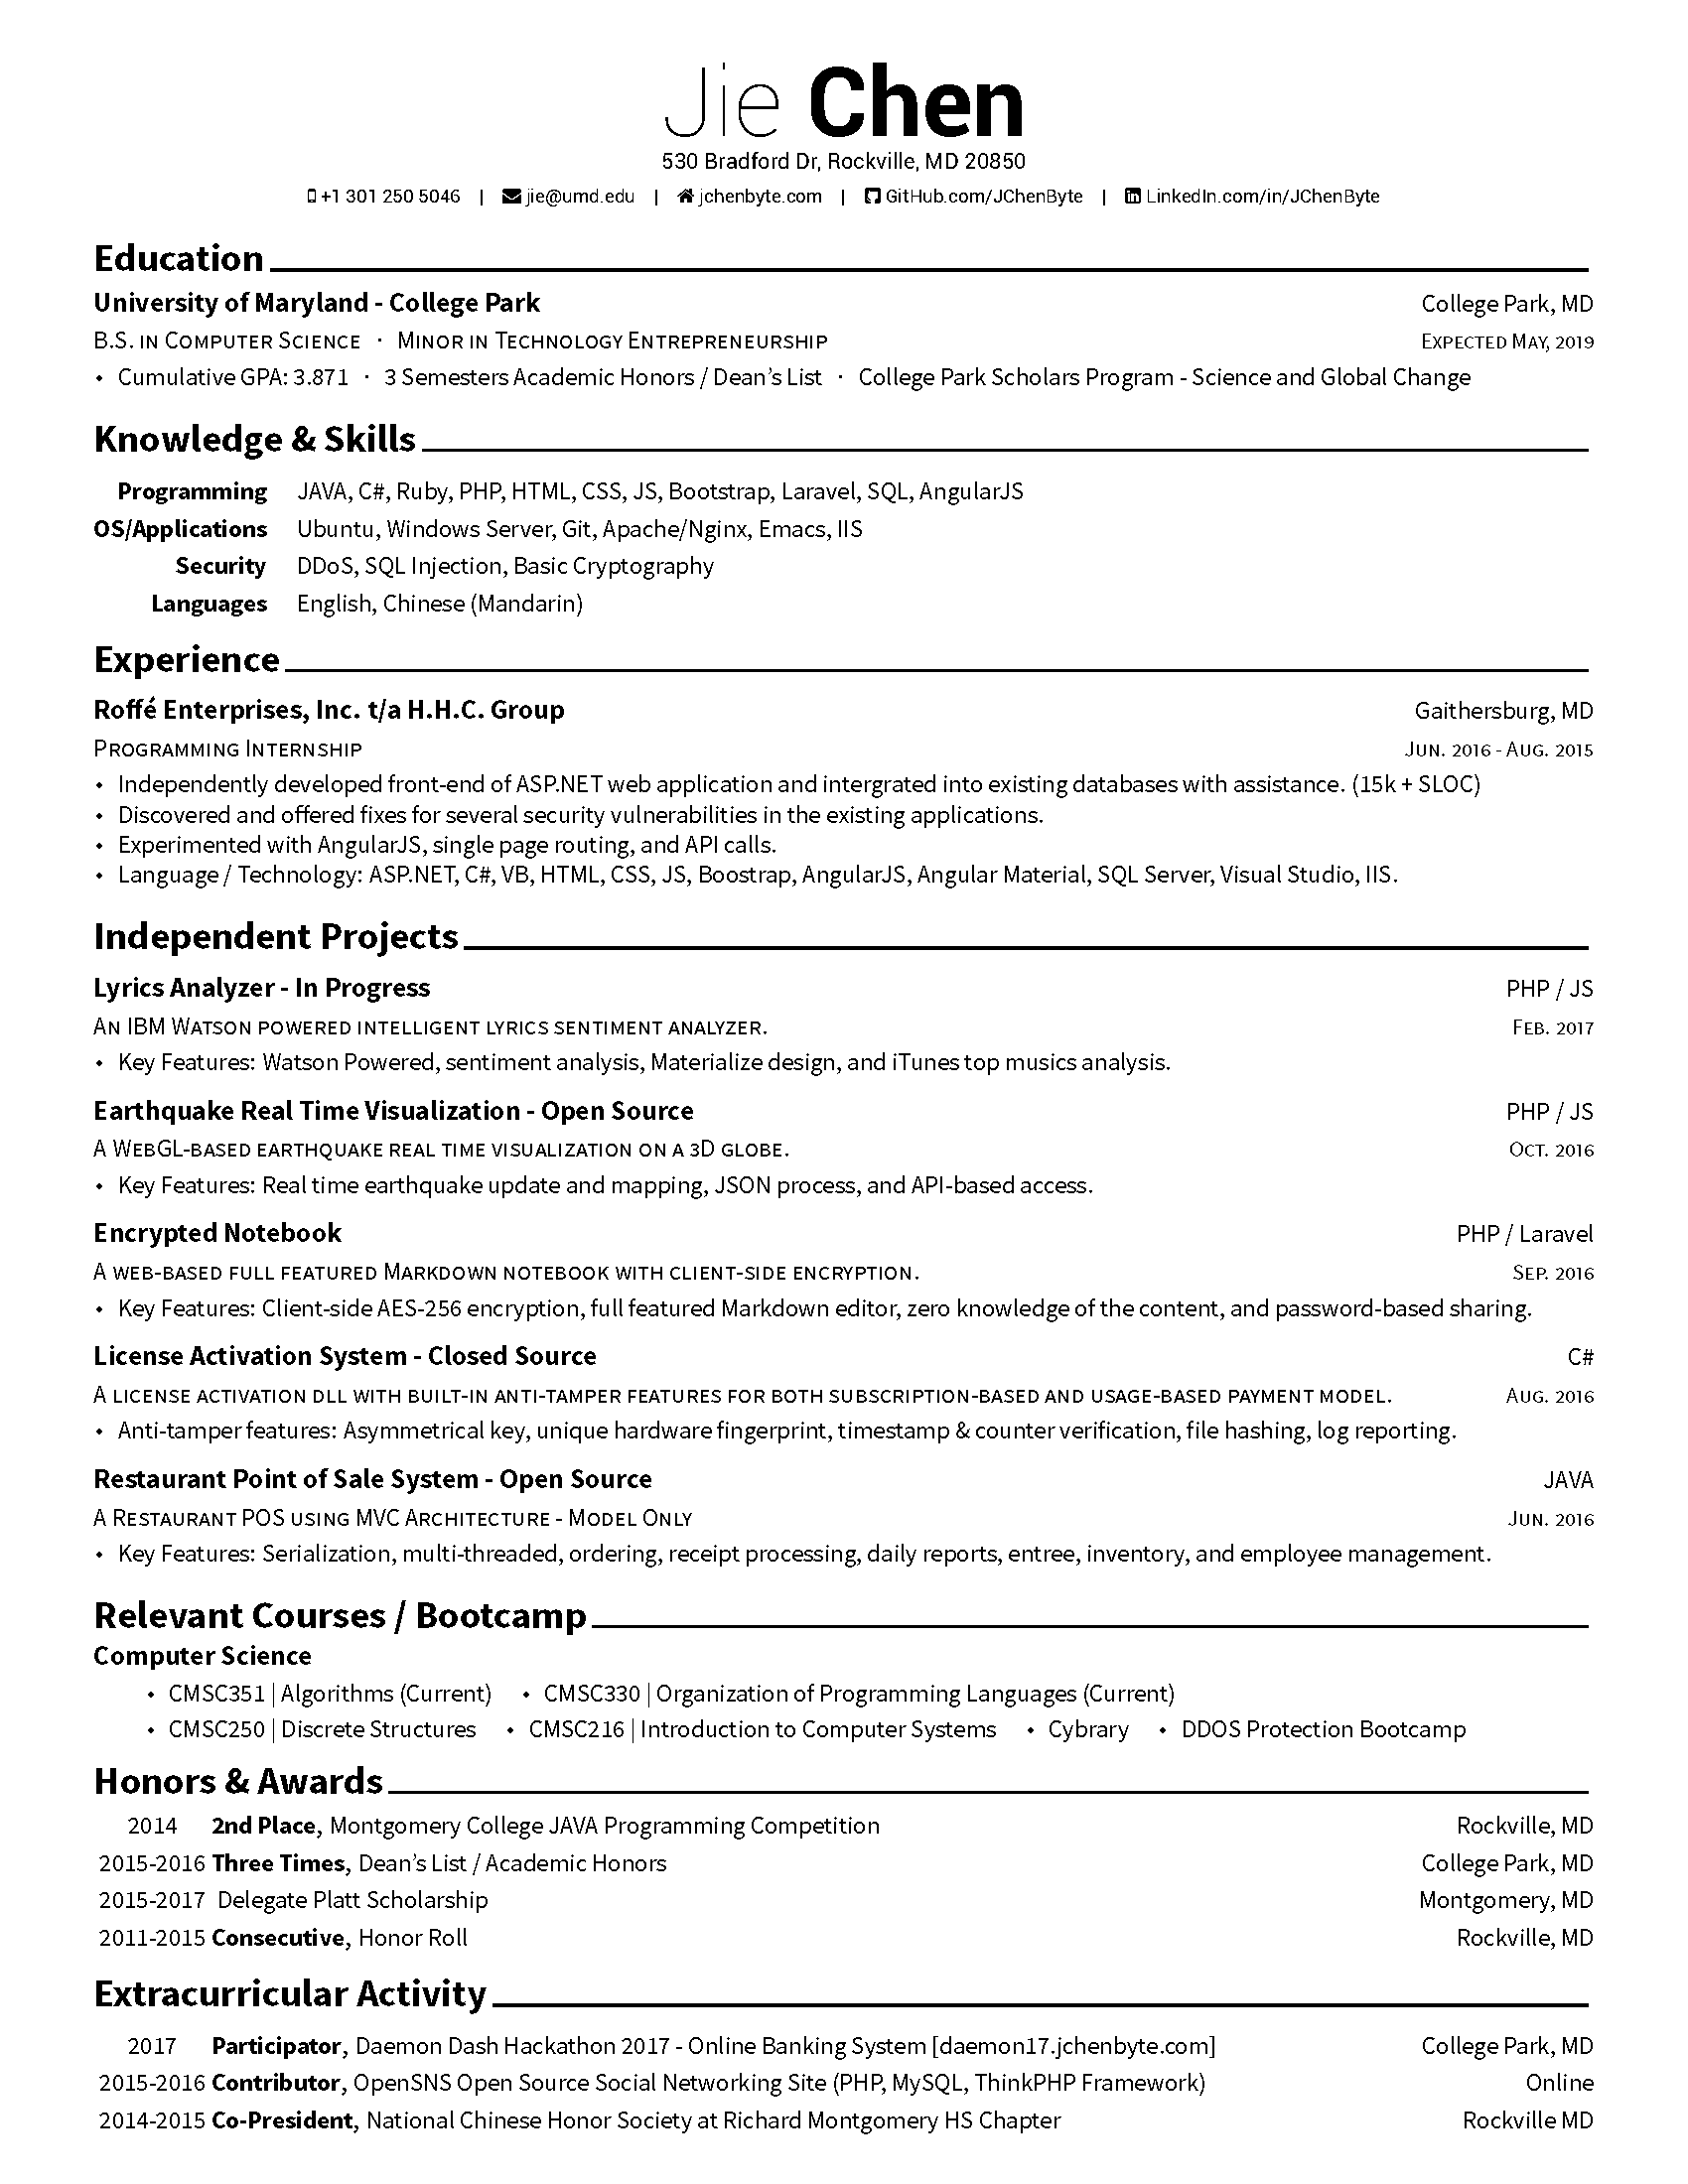 Jie Chen
530 Bradford Dr, Rockville, MD 20850
+1 301 250 5046 | jie@umd.edu | jchenbyte.com | GitHub.com/JChenByte | LinkedIn.com/in/JChenByte
Education
University of Maryland - College Park College Park, MD
B.S. in Computer Science · Minor in Technology Entrepreneurship Expected May, 2019
• Cumulative GPA: 3.871 · 3 Semesters Academic Honors / Dean's List · College Park Scholars Program - Science and Global Change
Knowledge & Skills
Programming JAVA, C#, Ruby, PHP, HTML, CSS, JS, Bootstrap, Laravel, SQL, AngularJS
OS/Applications Ubuntu, Windows Server, Git, Apache/Nginx, Emacs, IIS
Security DDoS, SQL Injection, Basic Cryptography
Languages English, Chinese (Mandarin)
Experience
Roffé Enterprises, Inc. t/a H.H.C. Group Gaithersburg, MD
Programming Internship Jun. 2016 - Aug. 2015
• Independently developed front-end of ASP.NET web application and intergrated into existing databases with assistance. (15k + SLOC)
• Discovered and offered fixes for several security vulnerabilities in the existing applications.
• Experimented with AngularJS, single page routing, and API calls.
• Language / Technology: ASP.NET, C#, VB, HTML, CSS, JS, Boostrap, AngularJS, Angular Material, SQL Server, Visual Studio, IIS.
Independent Projects
Lyrics Analyzer - In Progress PHP / JS
An IBM Watson powered intelligent lyrics sentiment analyzer. Feb. 2017
• Key Features: Watson Powered, sentiment analysis, Materialize design, and iTunes top musics analysis.
Earthquake Real Time Visualization - Open Source PHP / JS
A WebGL-based earthquake real time visualization on a 3D globe. Oct. 2016
• Key Features: Real time earthquake update and mapping, JSON process, and API-based access.
Encrypted Notebook PHP / Laravel
A web-based full featured Markdown notebook with client-side encryption. Sep. 2016
• Key Features: Client-side AES-256 encryption, full featured Markdown editor, zero knowledge of the content, and password-based sharing.
License Activation System - Closed Source C#
A license activation dll with built-in anti-tamper features for both subscription-based and usage-based payment model. Aug. 2016
• Anti-tamper features: Asymmetrical key, unique hardware fingerprint, timestamp & counter verification, file hashing, log reporting.
Restaurant Point of Sale System - Open Source JAVA
A Restaurant POS using MVC Architecture - Model Only Jun. 2016
• Key Features: Serialization, multi-threaded, ordering, receipt processing, daily reports, entree, inventory, and employee management.
Relevant Courses / Bootcamp
Computer Science
• CMSC351 | Algorithms (Current) • CMSC330 | Organization of Programming Languages (Current)
• CMSC250 | Discrete Structures • CMSC216 | Introduction to Computer Systems • Cybrary • DDOS Protection Bootcamp
Honors & Awards
2014 2nd Place, Montgomery College JAVA Programming Competition Rockville, MD
2015-2016 Three Times, Dean's List / Academic Honors College Park, MD
2015-2017 Delegate Platt Scholarship Montgomery, MD
2011-2015 Consecutive, Honor Roll Rockville, MD
Extracurricular Activity
2017 Participator, Daemon Dash Hackathon 2017 - Online Banking System [daemon17.jchenbyte.com] College Park, MD
2015-2016 Contributor, OpenSNS Open Source Social Networking Site (PHP, MySQL, ThinkPHP Framework) Online
2014-2015 Co-President, National Chinese Honor Society at Richard Montgomery HS Chapter Rockville MD